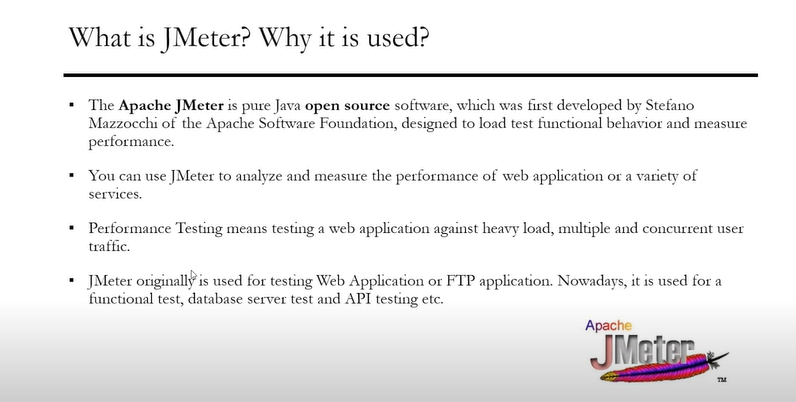 What is JMeter? Why it is used?
▪ The Apache JMeter is pure Java open source software, which was first developed by Stefano
Mazzocchi of the Apache Software Foundation, designed to load test functional behavior and measure
performance.
▪ You can use JMeter to analyze and measure the performance of web application or a variety of
services.
▪ Performance Testing means testing a web application against heavy load, multiple and concurrent user
traffic.
▪ JMeter originally is used for testing Web Application or FTP application. Nowadays, it is used for a
functional test, database server test and API testing etc.
Apache
JMeter
TM